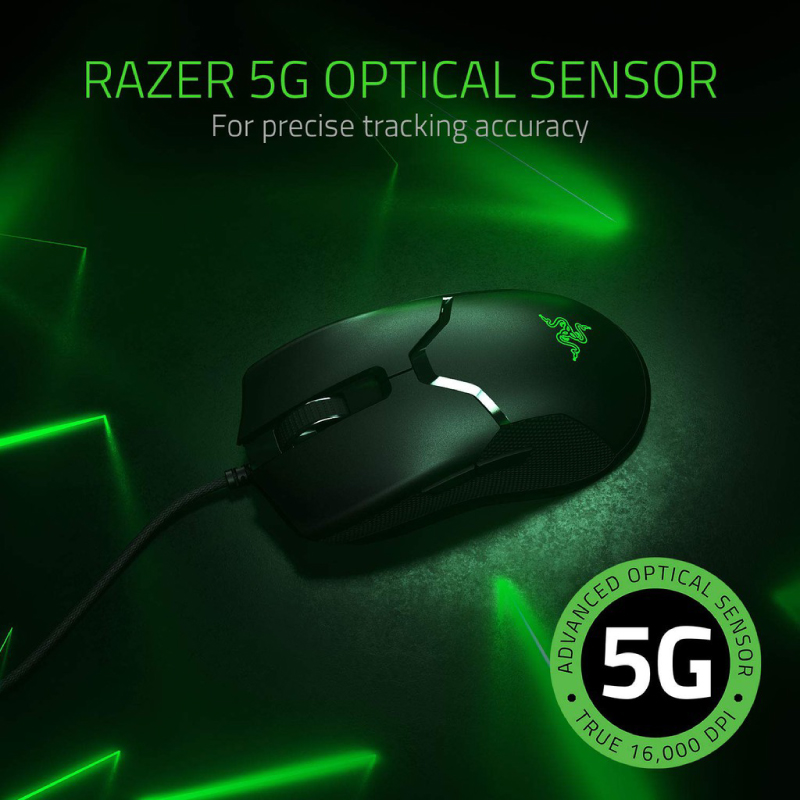 RAZER 5G OPTICAL SENSOR
For precise tracking accuracy
ADVANCED OPTICAL SENSOR
5G
TRUE 16,000 DPI